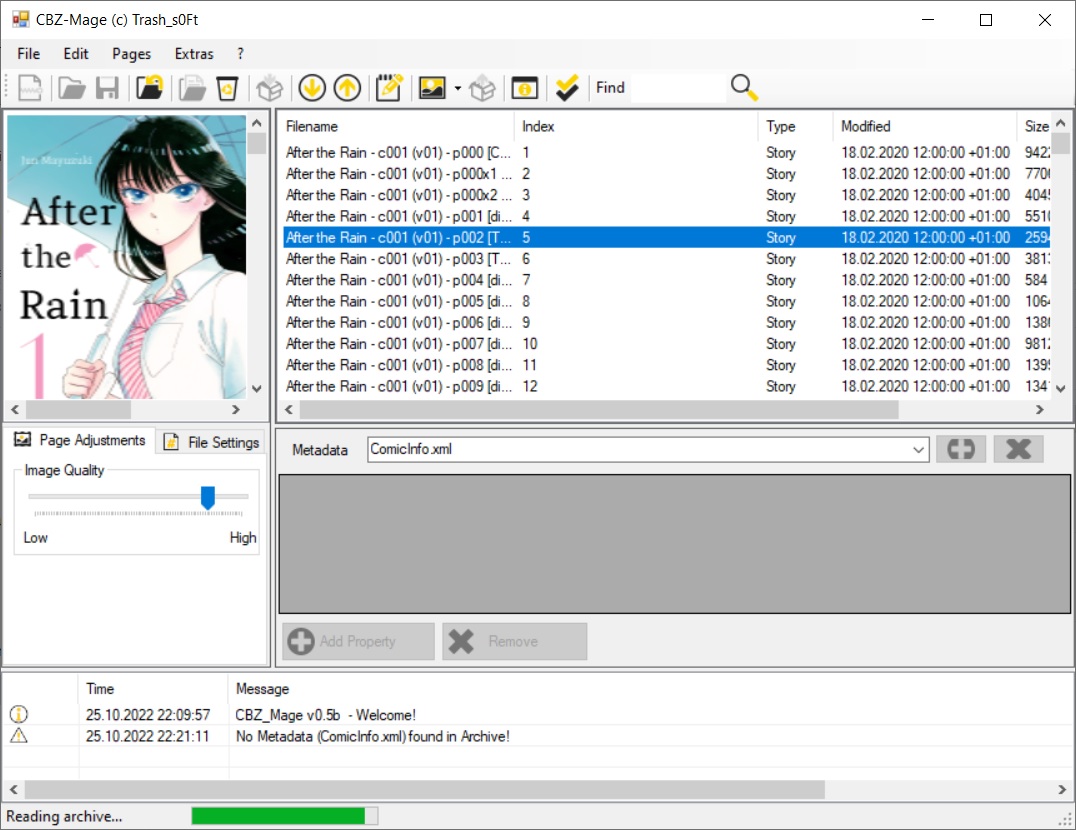 CBZ-Mage (c) Trash_s0Ft
File Edit Pages Extras ?
Find
Jun Mayuzuki
After
the
Rain
1
Filename Index Type Modified Size
After the Rain - c001 (v01) - p000 [C... 1 Story 18.02.2020 12:00:00 +01:00 9422
After the Rain - c001 (v01) - p000x1 ... 2 Story 18.02.2020 12:00:00 +01:00 7706
After the Rain - c001 (v01) - p000x2 ... 3 Story 18.02.2020 12:00:00 +01:00 4045
After the Rain - c001 (v01) - p001 [di... 4 Story 18.02.2020 12:00:00 +01:00 5510
After the Rain - c001 (v01) - p002 [T... 5 Story 18.02.2020 12:00:00 +01:00 2594
After the Rain - c001 (v01) - p003 [T... 6 Story 18.02.2020 12:00:00 +01:00 3813
After the Rain - c001 (v01) - p004 [di... 7 Story 18.02.2020 12:00:00 +01:00 584
After the Rain - c001 (v01) - p005 [di... 8 Story 18.02.2020 12:00:00 +01:00 1064
After the Rain - c001 (v01) - p006 [di... 9 Story 18.02.2020 12:00:00 +01:00 1380
After the Rain - c001 (v01) - p007 [di... 10 Story 18.02.2020 12:00:00 +01:00 9812
After the Rain - c001 (v01) - p008 [di... 11 Story 18.02.2020 12:00:00 +01:00 1399
After the Rain - c001 (v01) - p009 [di... 12 Story 18.02.2020 12:00:00 +01:00 134
Page Adjustments File Settings
Image Quality
Low High
Metadata ComicInfo.xml
Add Property Remove
Time Message
25.10.2022 22:09:57 CBZ_Mage v0.5b - Welcome!
25.10.2022 22:21:11 No Metadata (ComicInfo.xml) found in Archive!
Reading archive...